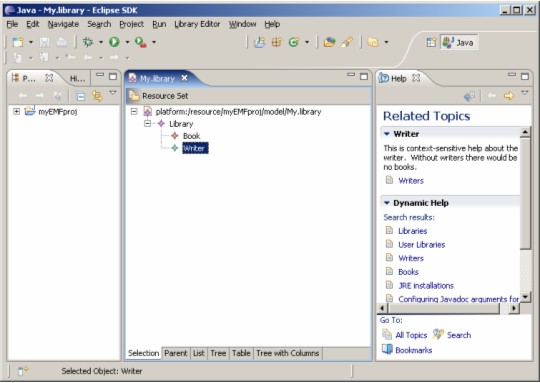 Java - My.library - Eclipse SDK
File Edit Navigate Search Project Run Library Editor Window Help
Java
P... Hi...
My.library
Help
Resource Set
myEMFproj
platform:/resource/myEMFproj/model/My.library
Library
Book
Writer
Related Topics
Writer
This is context-sensitive help about the
writer. Without writers there would be
no books.
Writers
Dynamic Help
Search results:
Libraries
User Libraries
Writers
Books
JRE installations
Configuring Javadoc arguments for
Go To:
All Topics Search
Bookmarks
Selection Parent List Tree Table Tree with Columns
Selected Object: Writer